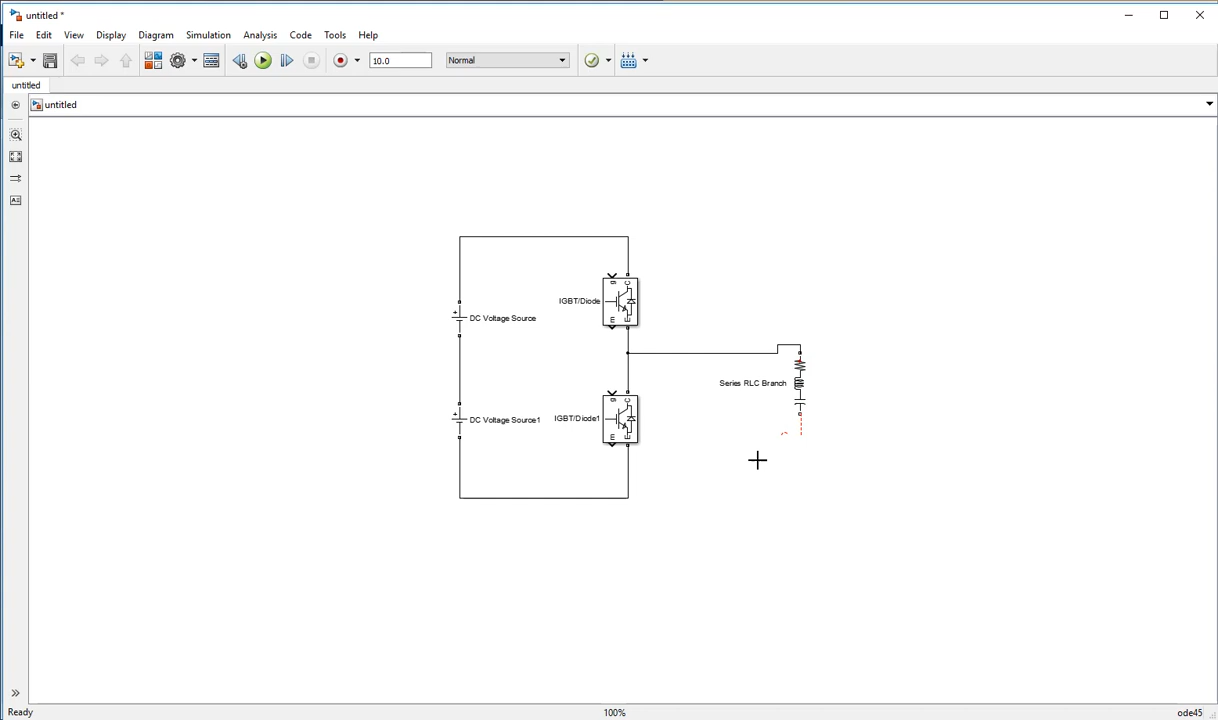 untitled *
File Edit View Display Diagram Simulation Analysis Code Tools Help
10.0 Normal
untitled
untitled
g C
IGBT/Diode
m E
+ DC Voltage Source
Series RLC Branch
g C
+ DC Voltage Source1 IGBT/Diode1
m E
Ready 100% ode45